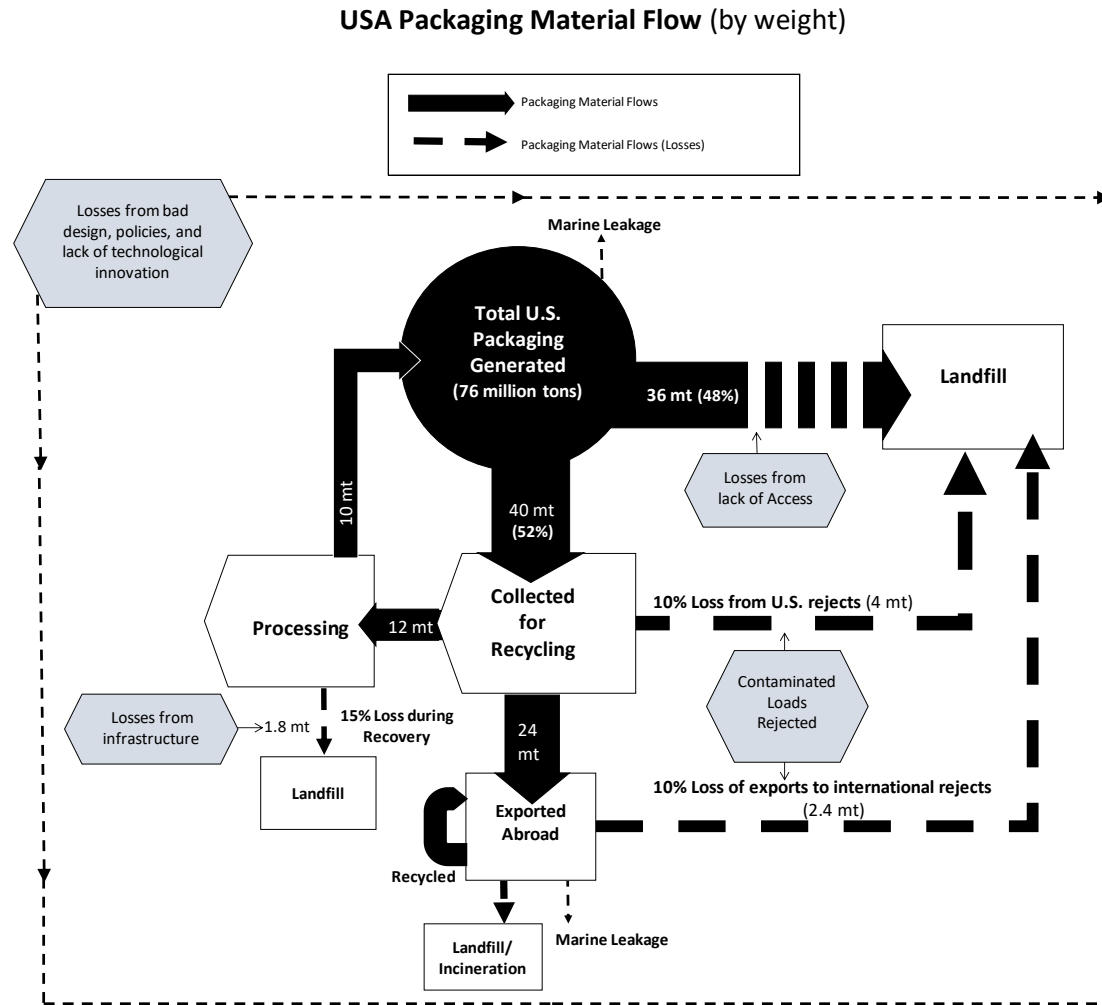 USA Packaging Material Flow (by weight)
Packaging Material Flows
Packaging Material Flows (Losses)
Losses from bad
design, policies, and
lack of technological
innovation
Marine Leakage
Total U.S.
Packaging
Generated
(76 million tons)
36 mt (48%)
Landfill
Losses from
lack of Access
10 mt
40 mt
(52%)
Collected
for
Recycling
Processing
12 mt
10% Loss from U.S. rejects (4 mt)
Contaminated
Loads
Rejected
Losses from
infrastructure
1.8 mt
15% Loss during
Recovery
Landfill
24
mt
10% Loss of exports to international rejects
(2.4 mt)
Exported
Abroad
Recycled
Landfill/
Incineration
Marine Leakage